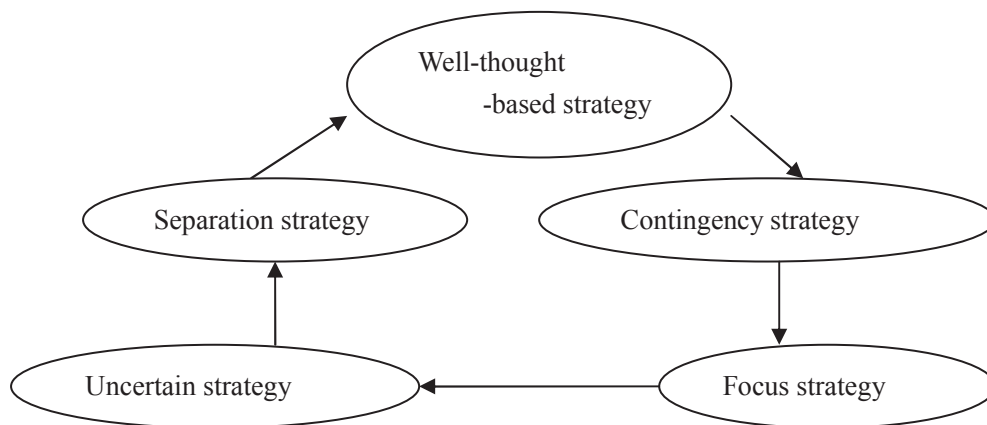 Well-thought
-based strategy
Separation strategy
Contingency strategy
Uncertain strategy
Focus strategy